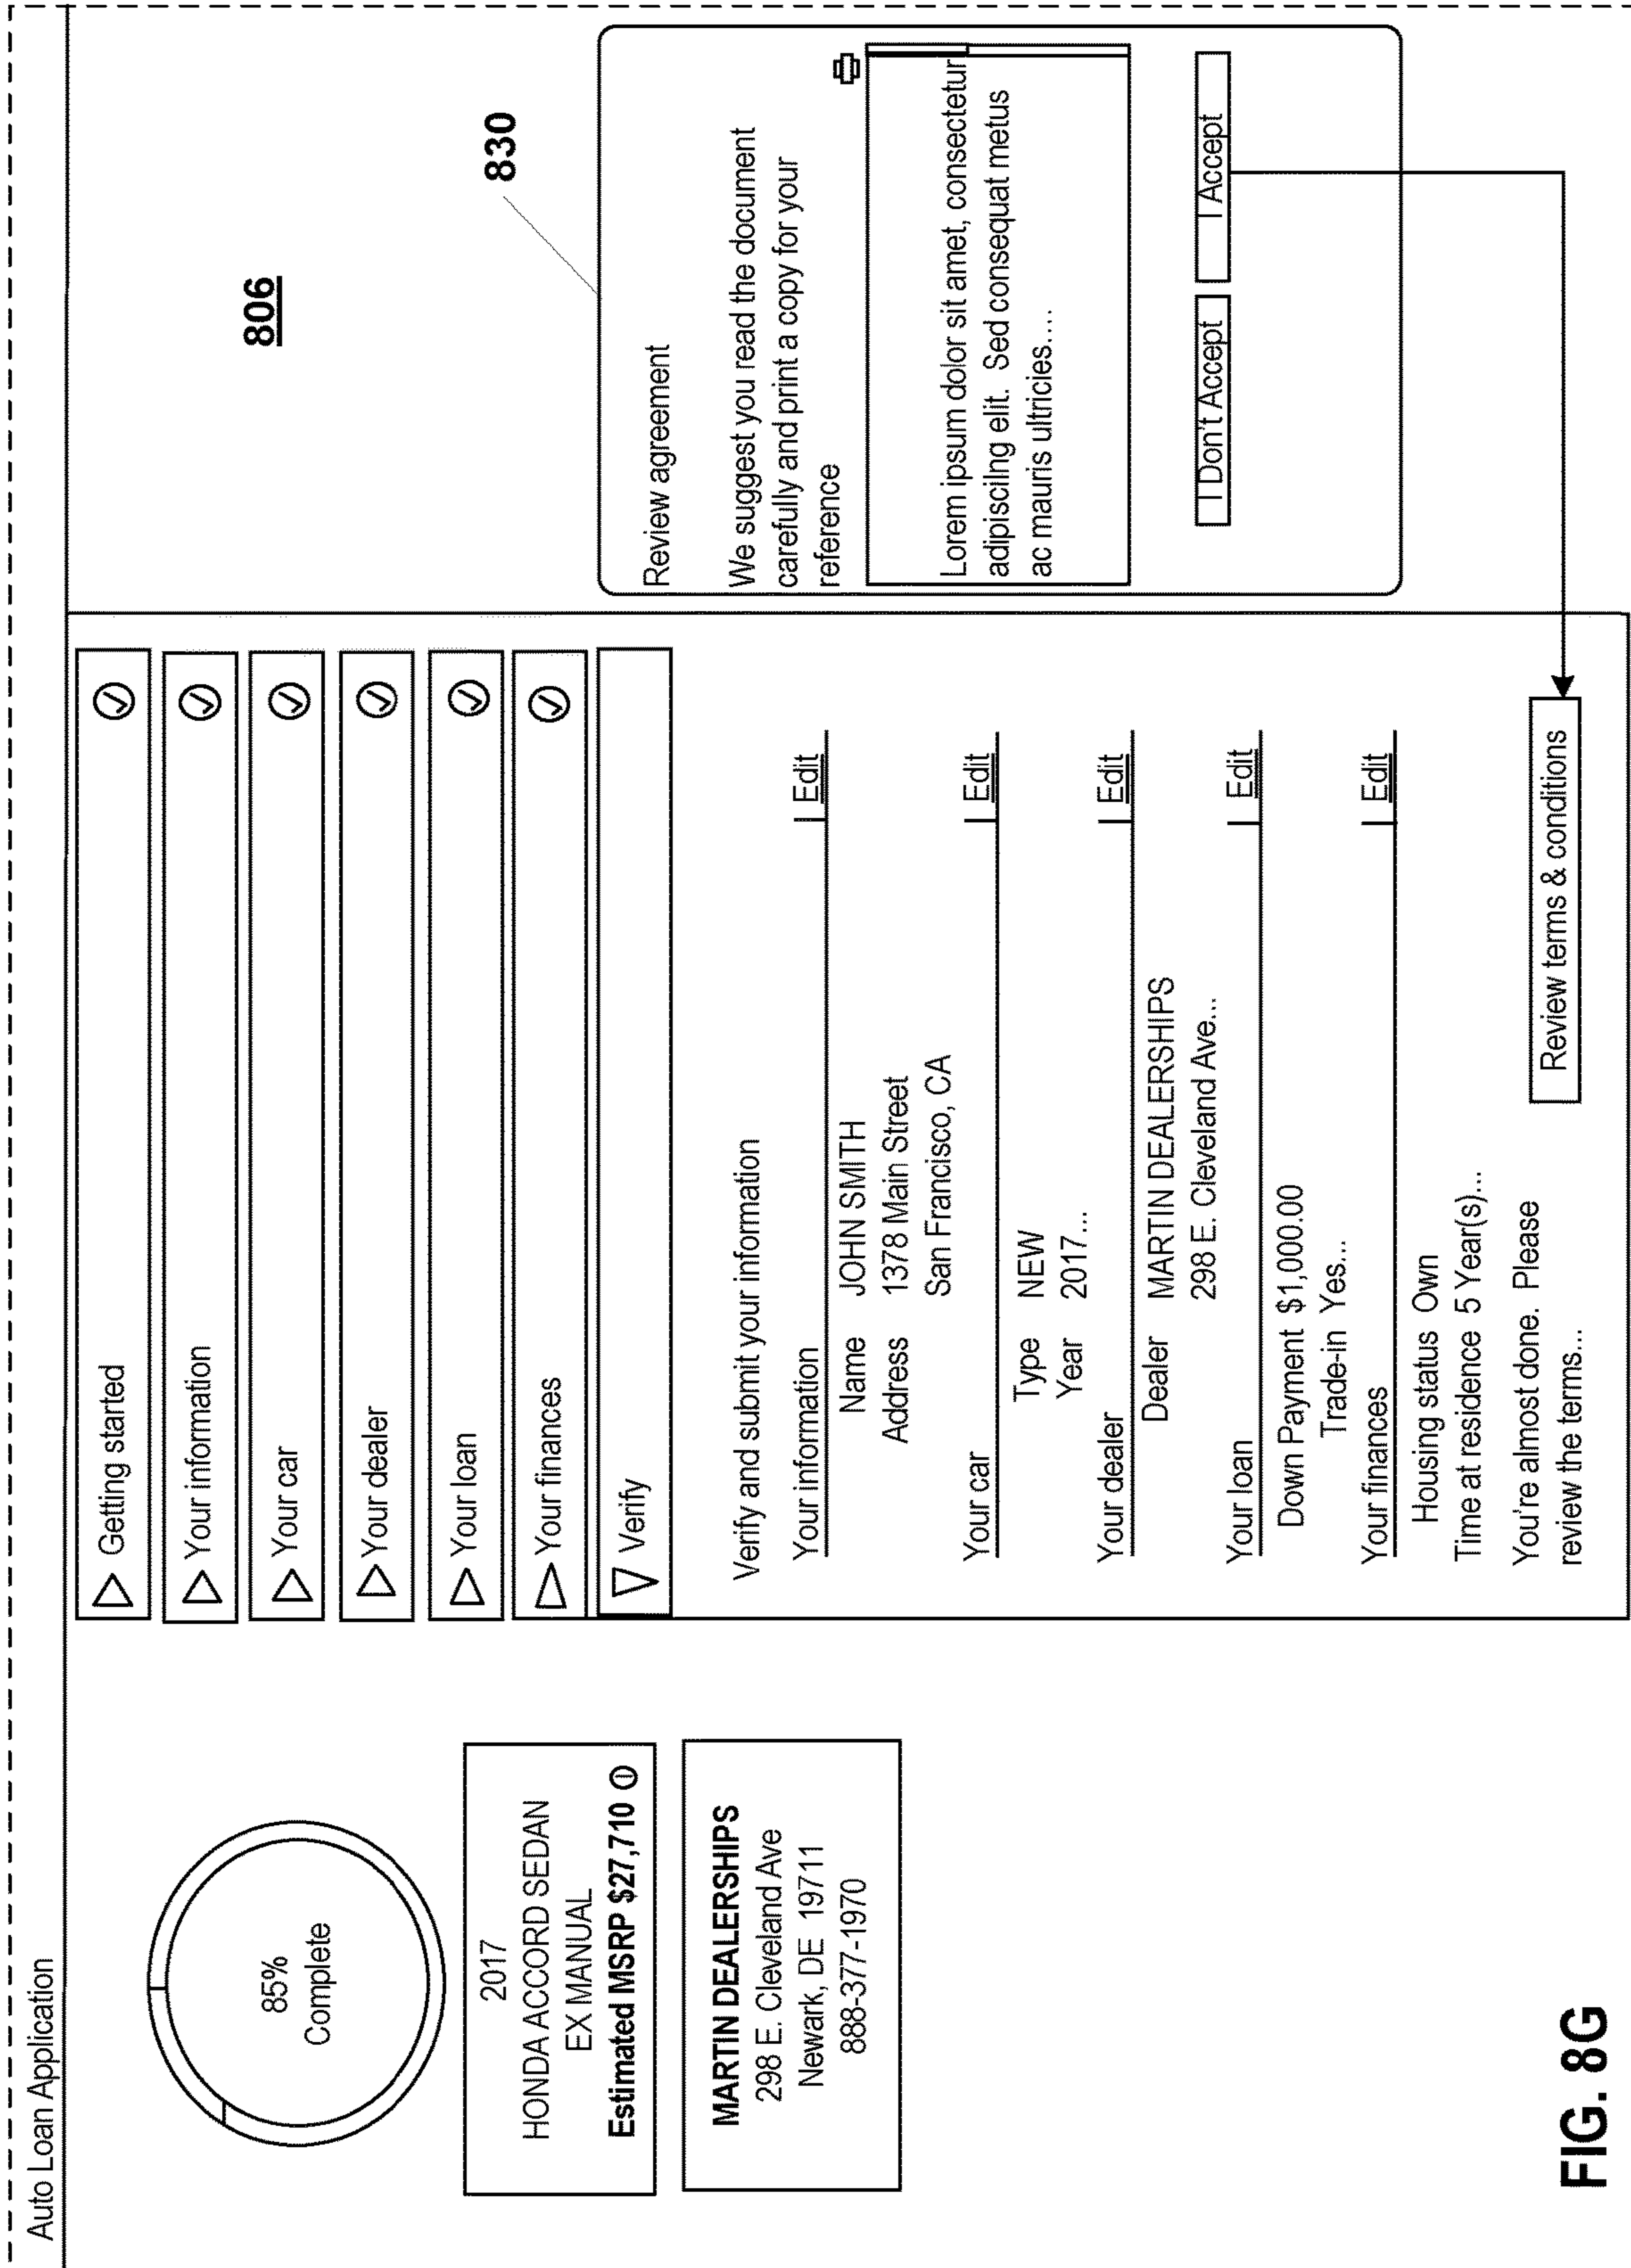 Auto Loan Application
85%
Complete
2017
HONDA ACCORD SEDAN
EX MANUAL
Estimated MSRP $27,710
MARTIN DEALERSHIPS
298 E. Cleveland Ave
Newark, DE 19711
888-377-1970
Getting started
Your information
Your car
Your dealer
Your loan
Your finances
Verify
Verify and submit your information
Your information | Edit
Name JOHN SMITH
Address 1378 Main Street
San Francisco, CA
Your car | Edit
Type NEW
Year 2017...
Your dealer | Edit
Dealer MARTIN DEALERSHIPS
298 E. Cleveland Ave...
Your loan | Edit
Down Payment $1,000.00
Trade-in Yes...
Your finances | Edit
Housing status Own
Time at residence 5 Year(s)...
You're almost done. Please
review the terms...
Review terms & conditions
806
830
Review agreement
We suggest you read the document
carefully and print a copy for your
reference
Lorem ipsum dolor sit amet, consectetur
adipisciing elit. Sed consequat metus
ac mauris ultricies....
I Don't Accept
I Accept
FIG. 8G